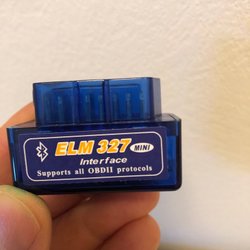 ELM 327 MINI
Interface
Supports all OBDII protocols